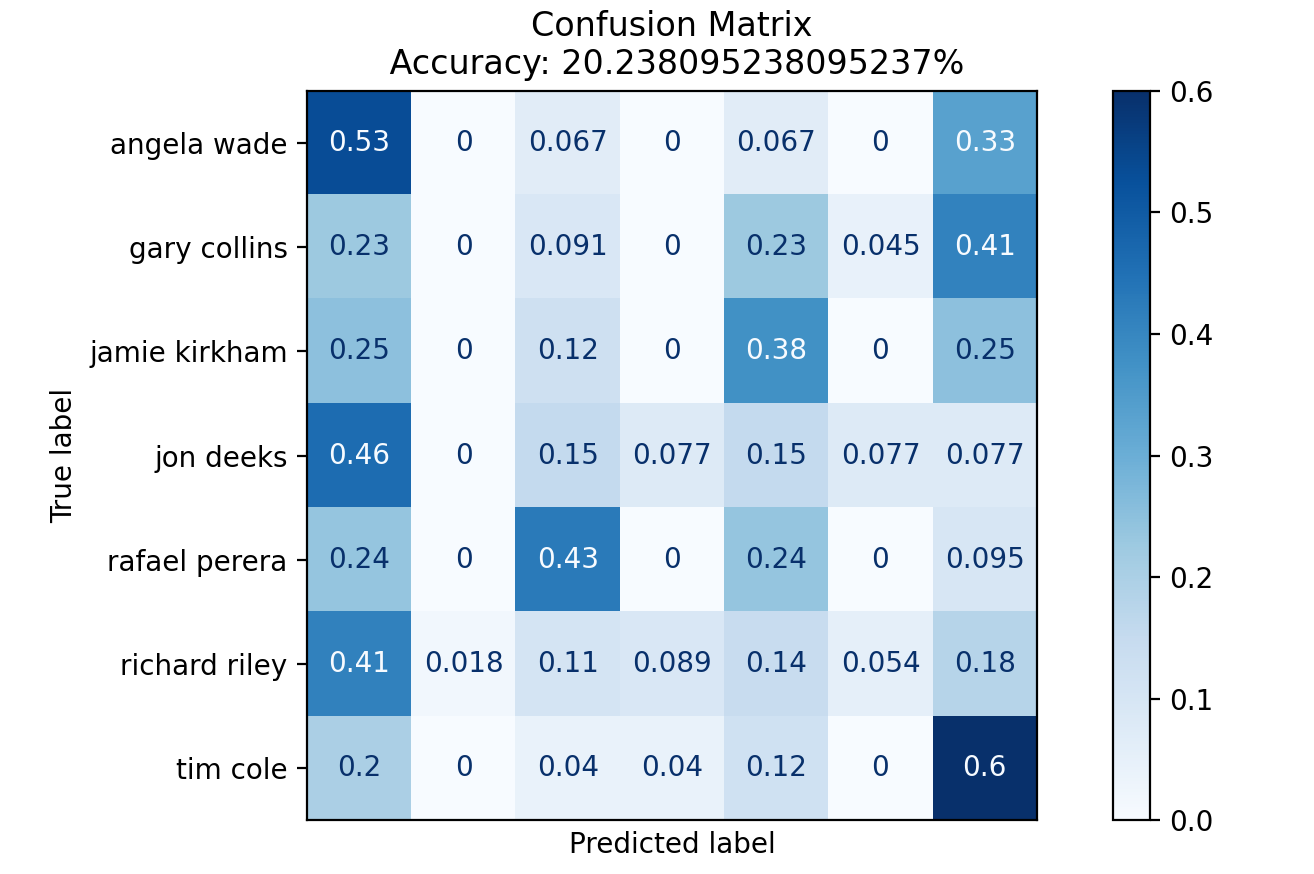 Confusion Matrix
Accuracy: 20.238095238095237%
angela wade 0.53 0 0.067 0 0.067 0 0.33
gary collins 0.23 0 0.091 0 0.23 0.045 0.41
jamie kirkham 0.25 0 0.12 0 0.38 0 0.25
jon deeks 0.46 0 0.15 0.077 0.15 0.077 0.077
rafael perera 0.24 0 0.43 0 0.24 0 0.095
richard riley 0.41 0.018 0.11 0.089 0.14 0.054 0.18
tim cole 0.2 0 0.04 0.04 0.12 0 0.6
True label
Predicted label
0.6
0.5
0.4
0.3
0.2
0.1
0.0